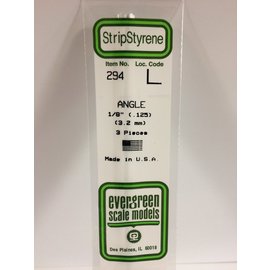 StripStyrene
Item No. Loc. Code
294 L
ANGLE
1/8" (.125)
(3.2 mm)
3 Pieces
Made in U.S.A
evergreen
scale models
Des Plaines, IL 60018